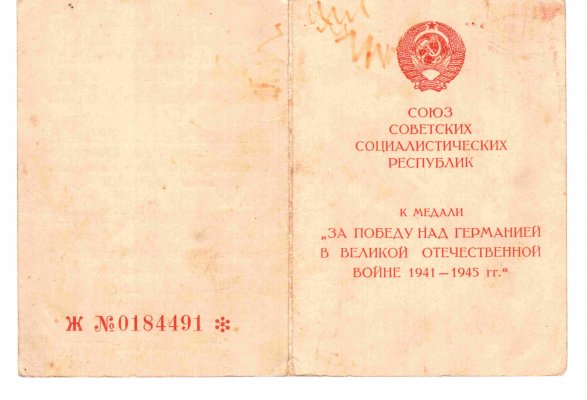 Ж №0184491 *
СОЮЗ
СОВЕТСКИХ
СОЦИАЛИСТИЧЕСКИХ
РЕСПУБЛИК
К МЕДАЛИ
„ЗА ПОБЕДУ НАД ГЕРМАНИЕЙ
В ВЕЛИКОЙ ОТЕЧЕСТВЕННОЙ
ВОЙНЕ 1941—1945 гг.“